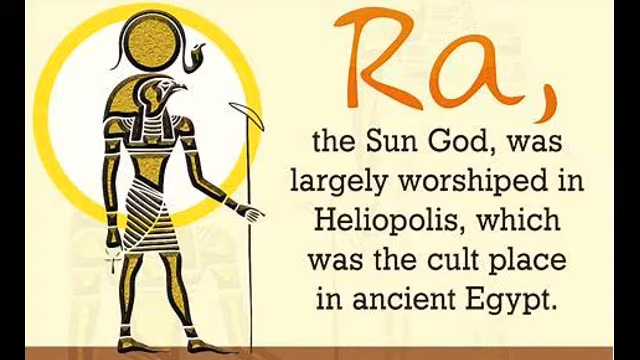 Ra,
the Sun God, was
largely worshiped in
Heliopolis, which
was the cult place
in ancient Egypt.